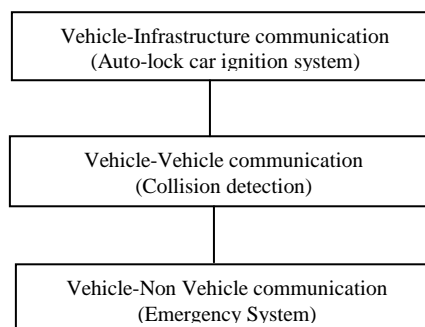 Vehicle-Infrastructure communication
(Auto-lock car ignition system)
Vehicle-Vehicle communication
(Collision detection)
Vehicle-Non Vehicle communication
(Emergency System)